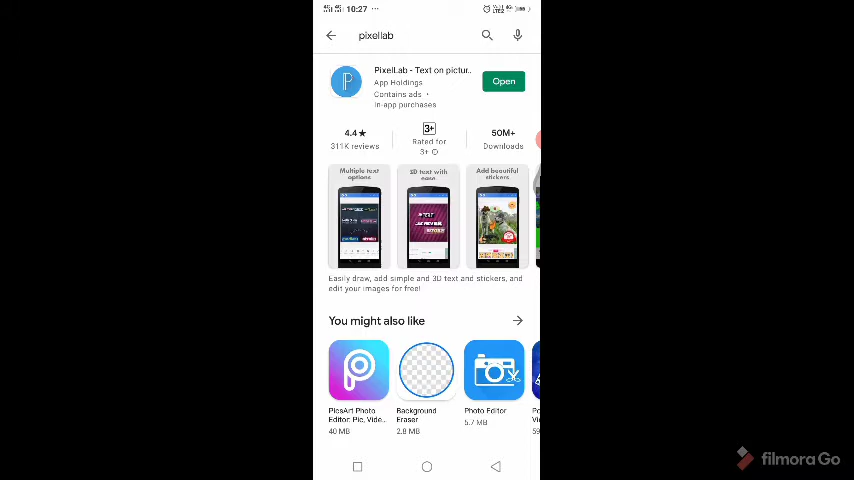 10:27
pixellab
PixelLab - Text on pictur..
App Holdings
Contains ads •
In-app purchases
Open
4.4★
311K reviews
3+
Rated for
3+
50M+
Downloads
Multiple text
options
3D text with
ease
Add beautiful
stickers
Easily draw, add simple and 3D text and stickers, and
edit your images for free!
You might also like
PicsArt Photo
Editor: Pic, Vide...
40 MB
Background
Eraser
2.8 MB
Photo Editor
5.7 MB
filmora Go